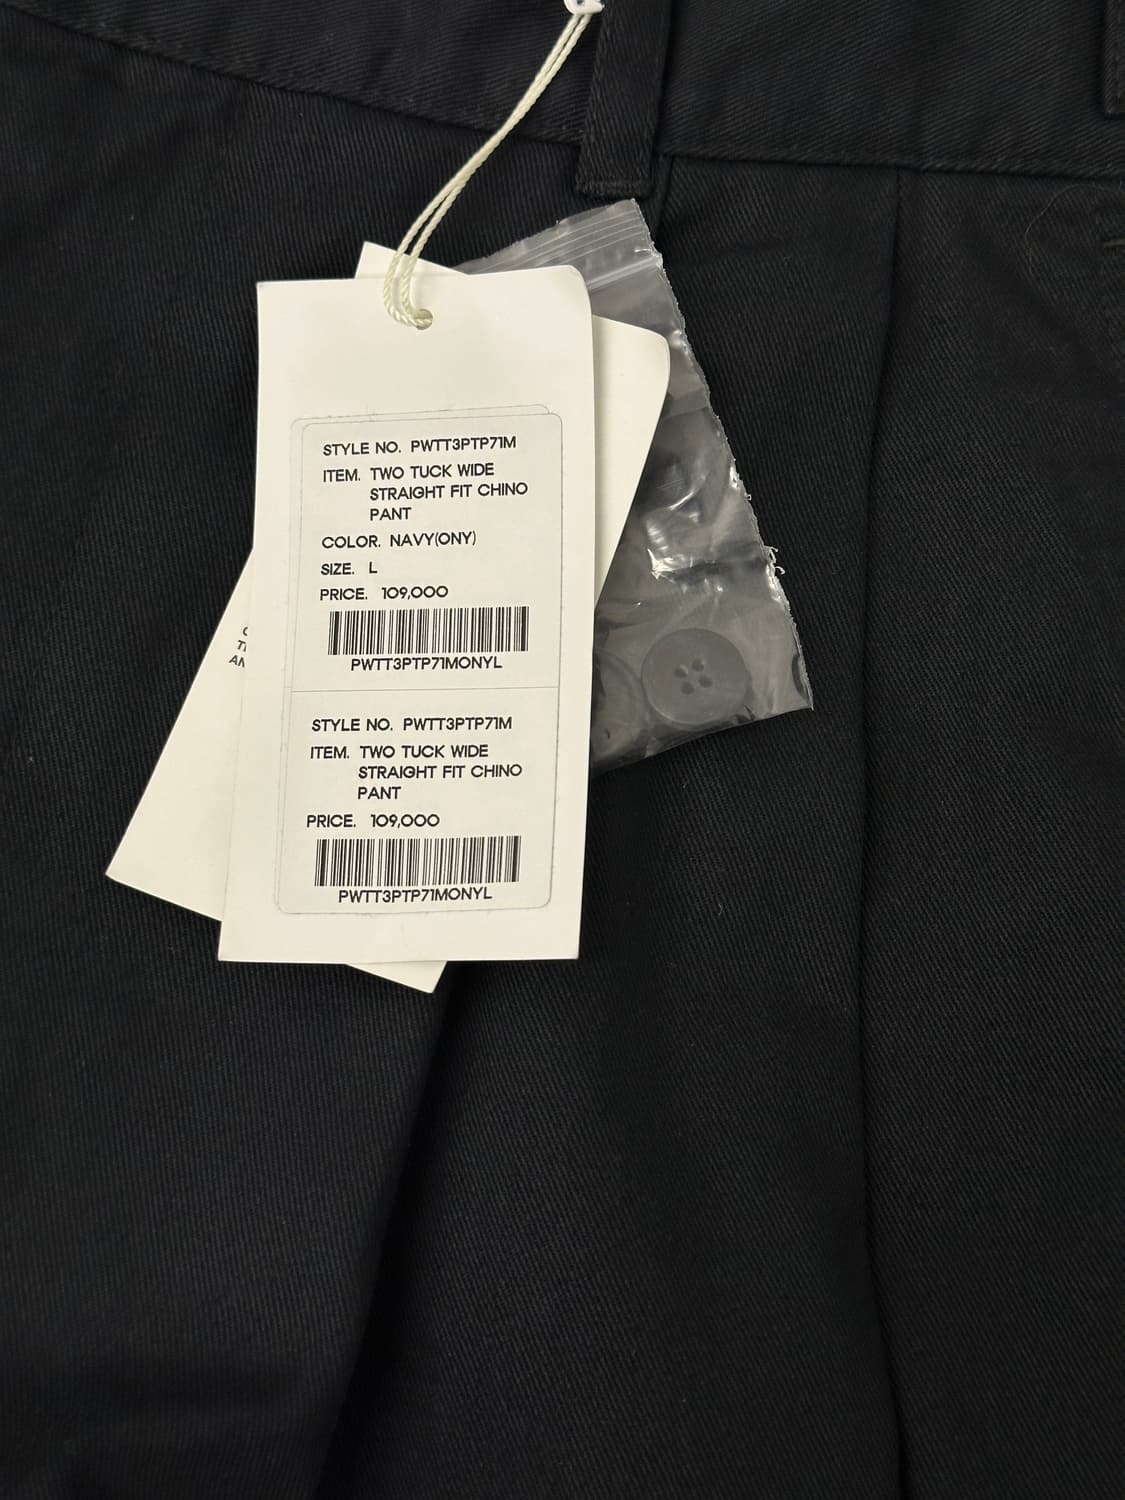 STYLE NO. PWTT3PTP71M
ITEM. TWO TUCK WIDE
STRAIGHT FIT CHINO
PANT
COLOR. NAVY(ONY)
SIZE. L
PRICE. 109,000
PWTT3PTP71MONYL
STYLE NO. PWTT3PTP71M
ITEM. TWO TUCK WIDE
STRAIGHT FIT CHINO
PANT
PRICE. 109,000
PWTT3PTP71MONYL